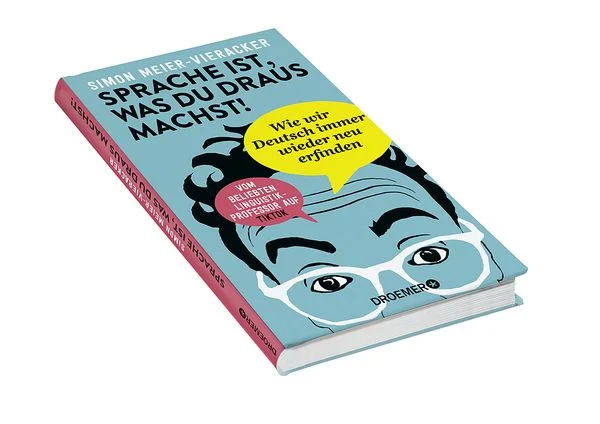 SIMON MEIER-VIERACKER
SPRACHE IST,
WAS DU DRAUS
MACHST!
Wie wir
Deutsch immer
wieder neu
erfinden
VOM
BELIEBTEN
LINGUISTIK-
PROFESSOR AUF
TIKTOK
DROEMER
SIMON MEIER-VIERACKER
SPRACHE IST, WAS DU DRAUS MACHST!
DROEMER